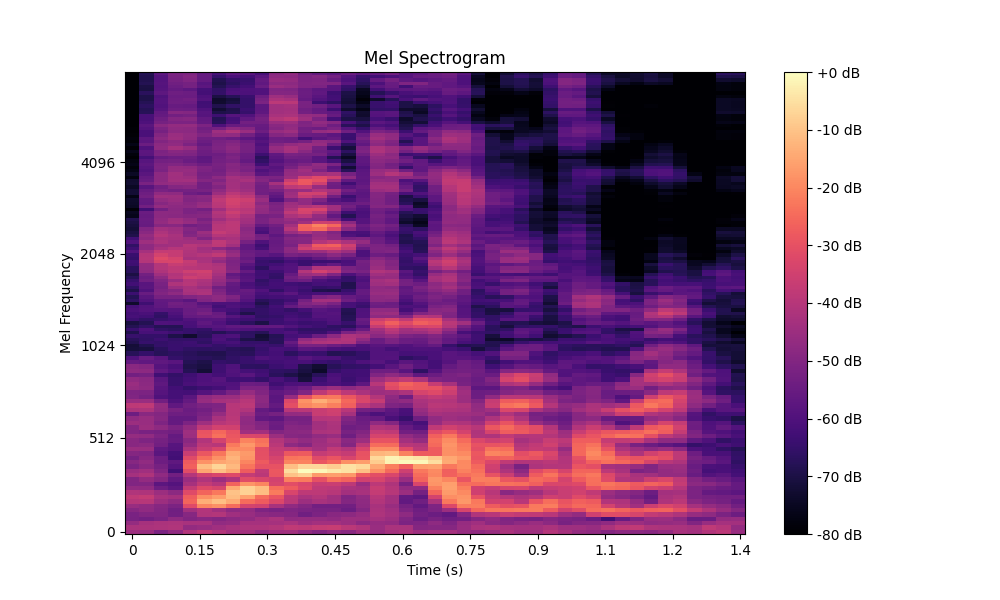 Mel Spectrogram
Mel Frequency
4096
2048
1024
512
0
0 0.15 0.3 0.45 0.6 0.75 0.9 1.1 1.2 1.4
Time (s)
+0 dB
-10 dB
-20 dB
-30 dB
-40 dB
-50 dB
-60 dB
-70 dB
-80 dB